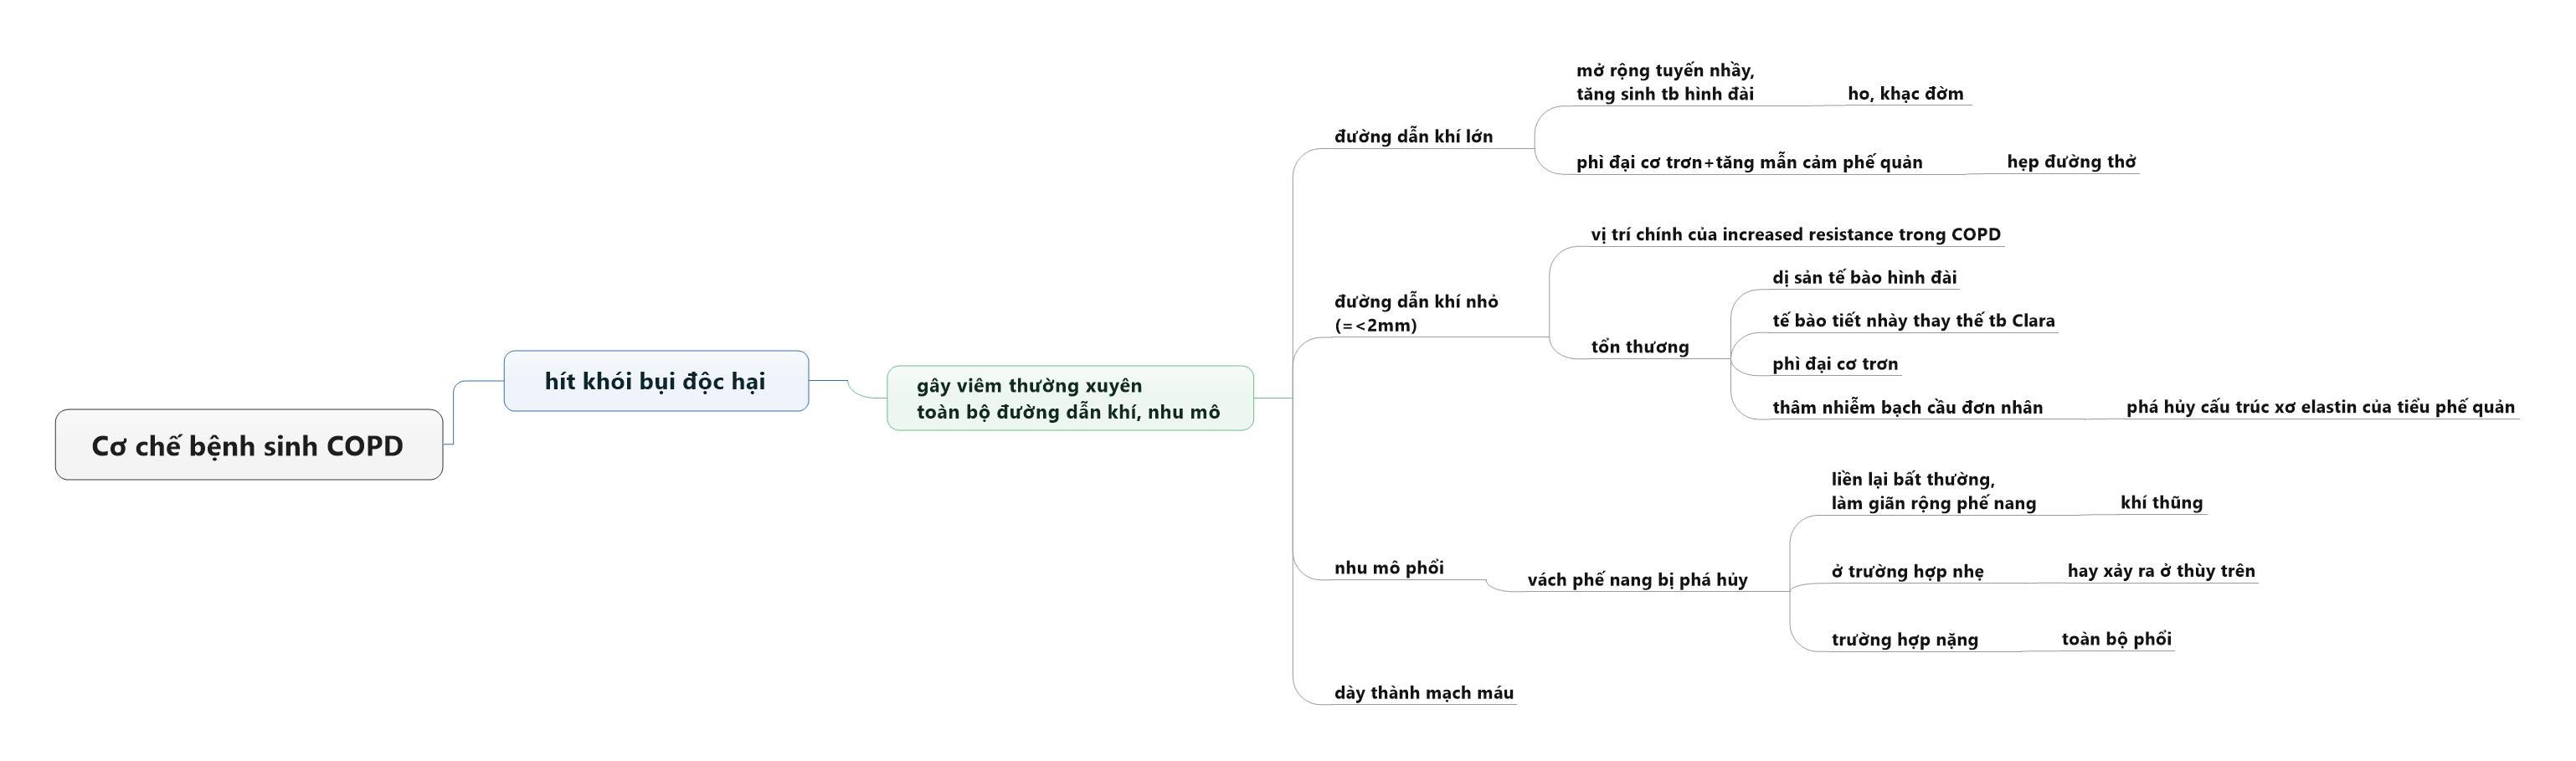 Cơ chế bệnh sinh COPD
hít khói bụi độc hại
gây viêm thường xuyên
toàn bộ đường dẫn khí, nhu mô
đường dẫn khí lớn
mở rộng tuyến nhầy,
tăng sinh tb hình đài
ho, khạc đờm
phì đại cơ trơn+tăng mẫn cảm phế quản
hẹp đường thở
đường dẫn khí nhỏ
(=<2mm)
vị trí chính của increased resistance trong COPD
tổn thương
dị sản tế bào hình đài
tế bào tiết nhày thay thế tb Clara
phì đại cơ trơn
thâm nhiễm bạch cầu đơn nhân
phá hủy cấu trúc xơ elastin của tiểu phế quản
nhu mô phổi
vách phế nang bị phá hủy
liền lại bất thường,
làm giãn rộng phế nang
khí thũng
ở trường hợp nhẹ
hay xảy ra ở thùy trên
trường hợp nặng
toàn bộ phổi
dày thành mạch máu